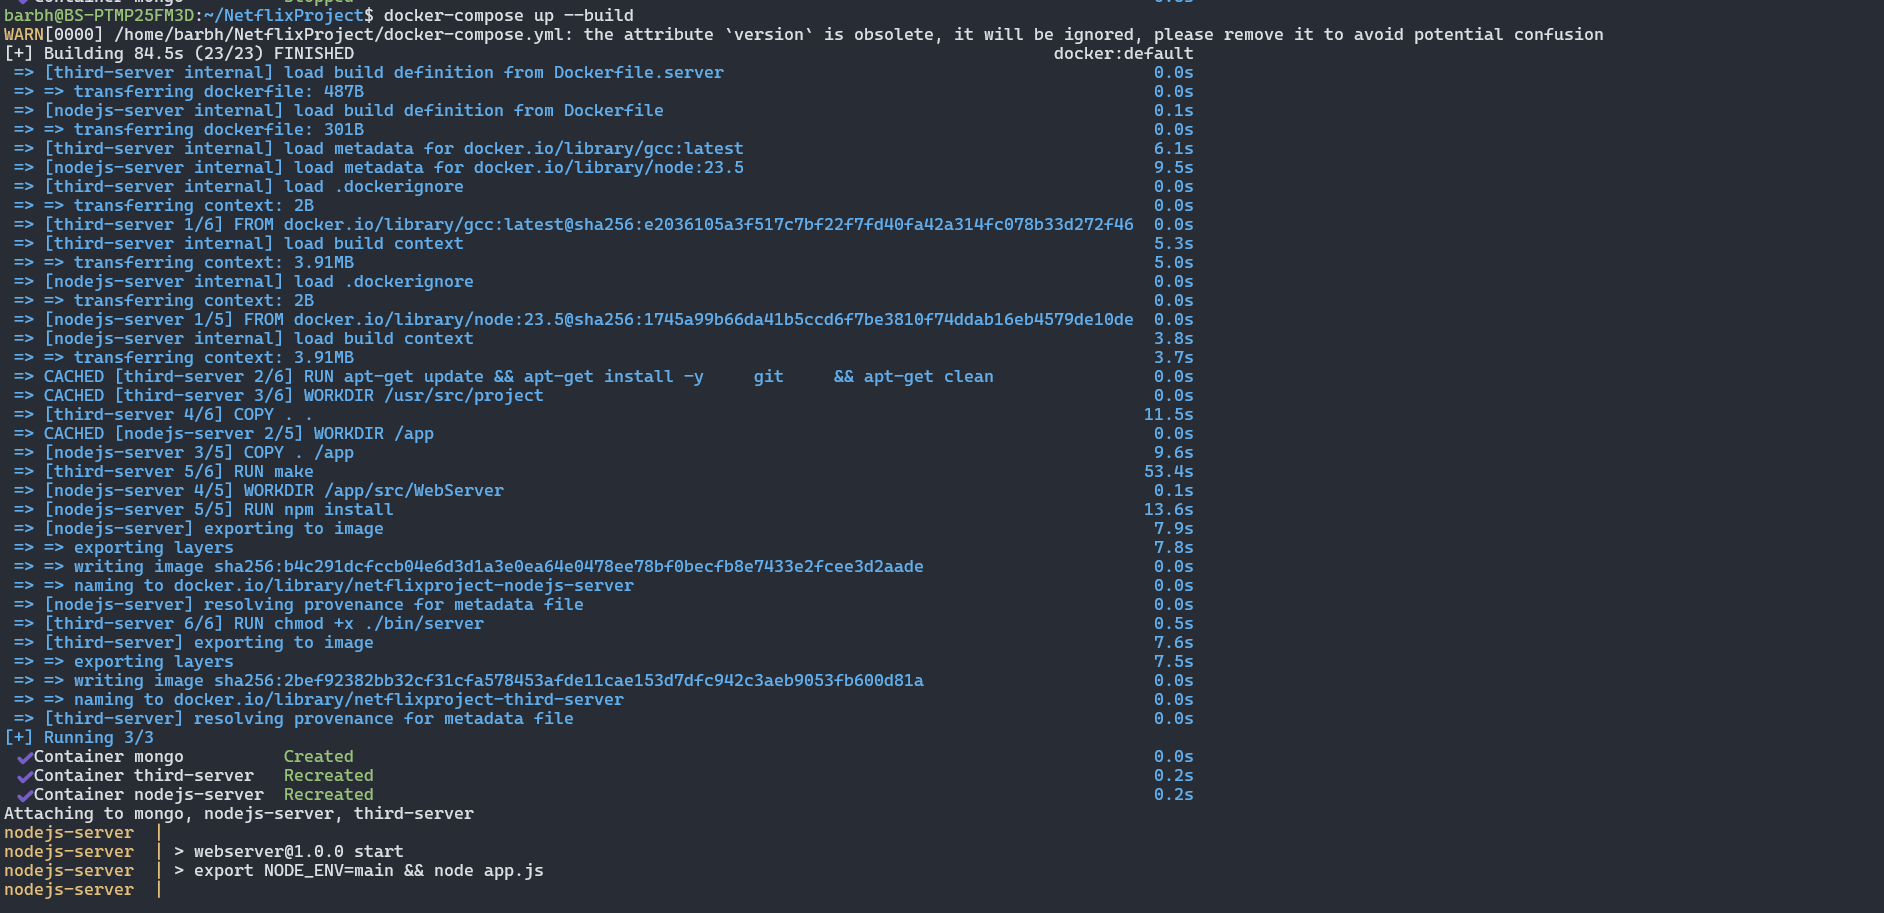 barbh@BS-PTMP25FM3D:~/NetflixProject$ docker-compose up --build
WARN[0000] /home/barbh/NetflixProject/docker-compose.yml: the attribute `version` is obsolete, it will be ignored, please remove it to avoid potential confusion
[+] Building 84.5s (23/23) FINISHED docker:default
=> [third-server internal] load build definition from Dockerfile.server 0.0s
=> => transferring dockerfile: 487B 0.0s
=> [nodejs-server internal] load build definition from Dockerfile 0.1s
=> => transferring dockerfile: 301B 0.0s
=> [third-server internal] load metadata for docker.io/library/gcc:latest 6.1s
=> [nodejs-server internal] load metadata for docker.io/library/node:23.5 9.5s
=> [third-server internal] load .dockerignore 0.0s
=> => transferring context: 2B 0.0s
=> [third-server 1/6] FROM docker.io/library/gcc:latest@sha256:e2036105a3f517c7bf22f7fd40fa42a314fc078b33d272f46 0.0s
=> [third-server internal] load build context 5.3s
=> => transferring context: 3.91MB 5.0s
=> [nodejs-server internal] load .dockerignore 0.0s
=> => transferring context: 2B 0.0s
=> [nodejs-server 1/5] FROM docker.io/library/node:23.5@sha256:1745a99b66da41b5ccd6f7be3810f74ddab16eb4579de10de 0.0s
=> [nodejs-server internal] load build context 3.8s
=> => transferring context: 3.91MB 3.7s
=> CACHED [third-server 2/6] RUN apt-get update && apt-get install -y     git     && apt-get clean 0.0s
=> CACHED [third-server 3/6] WORKDIR /usr/src/project 0.0s
=> [third-server 4/6] COPY . . 11.5s
=> CACHED [nodejs-server 2/5] WORKDIR /app 0.0s
=> [nodejs-server 3/5] COPY . /app 9.6s
=> [third-server 5/6] RUN make 53.4s
=> [nodejs-server 4/5] WORKDIR /app/src/WebServer 0.1s
=> [nodejs-server 5/5] RUN npm install 13.6s
=> [nodejs-server] exporting to image 7.9s
=> => exporting layers 7.8s
=> => writing image sha256:b4c291dcfccb04e6d3d1a3e0ea64e0478ee78bf0becfb8e7433e2fcee3d2aade 0.0s
=> => naming to docker.io/library/netflixproject-nodejs-server 0.0s
=> [nodejs-server] resolving provenance for metadata file 0.0s
=> [third-server 6/6] RUN chmod +x ./bin/server 0.5s
=> [third-server] exporting to image 7.6s
=> => exporting layers 7.5s
=> => writing image sha256:2bef92382bb32cf31cfa578453afde11cae153d7dfc942c3aeb9053fb600d81a 0.0s
=> => naming to docker.io/library/netflixproject-third-server 0.0s
=> [third-server] resolving provenance for metadata file 0.0s
[+] Running 3/3
✔Container mongo Created 0.0s
✔Container third-server Recreated 0.2s
✔Container nodejs-server Recreated 0.2s
Attaching to mongo, nodejs-server, third-server
nodejs-server |
nodejs-server | > webserver@1.0.0 start
nodejs-server | > export NODE_ENV=main && node app.js
nodejs-server |